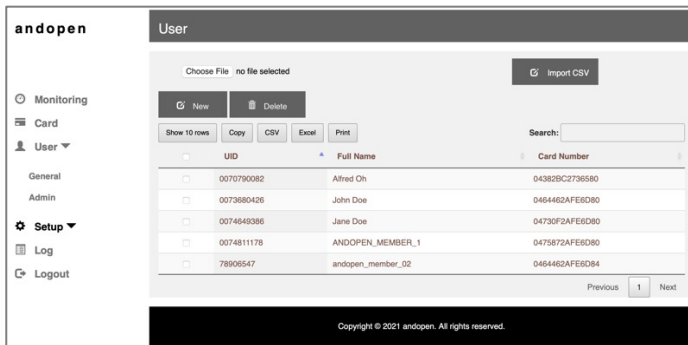 andopen
User
Choose File no file selected
Import CSV
Monitoring
Card
User
General
Admin
Setup
Log
Logout
New
Delete
Show 10 rows
Copy
CSV
Excel
Print
Search:
UID Full Name Card Number
0070790082 Alfred Oh 04382BC2736580
0073680426 John Doe 0464462AFE6D80
0074649386 Jane Doe 04730F2AFE6D80
0074811178 ANDOPEN_MEMBER_1 0475872AFE6D80
78906547 andopen_member_02 0464462AFE6D84
Previous 1 Next
Copyright © 2021 andopen. All rights reserved.